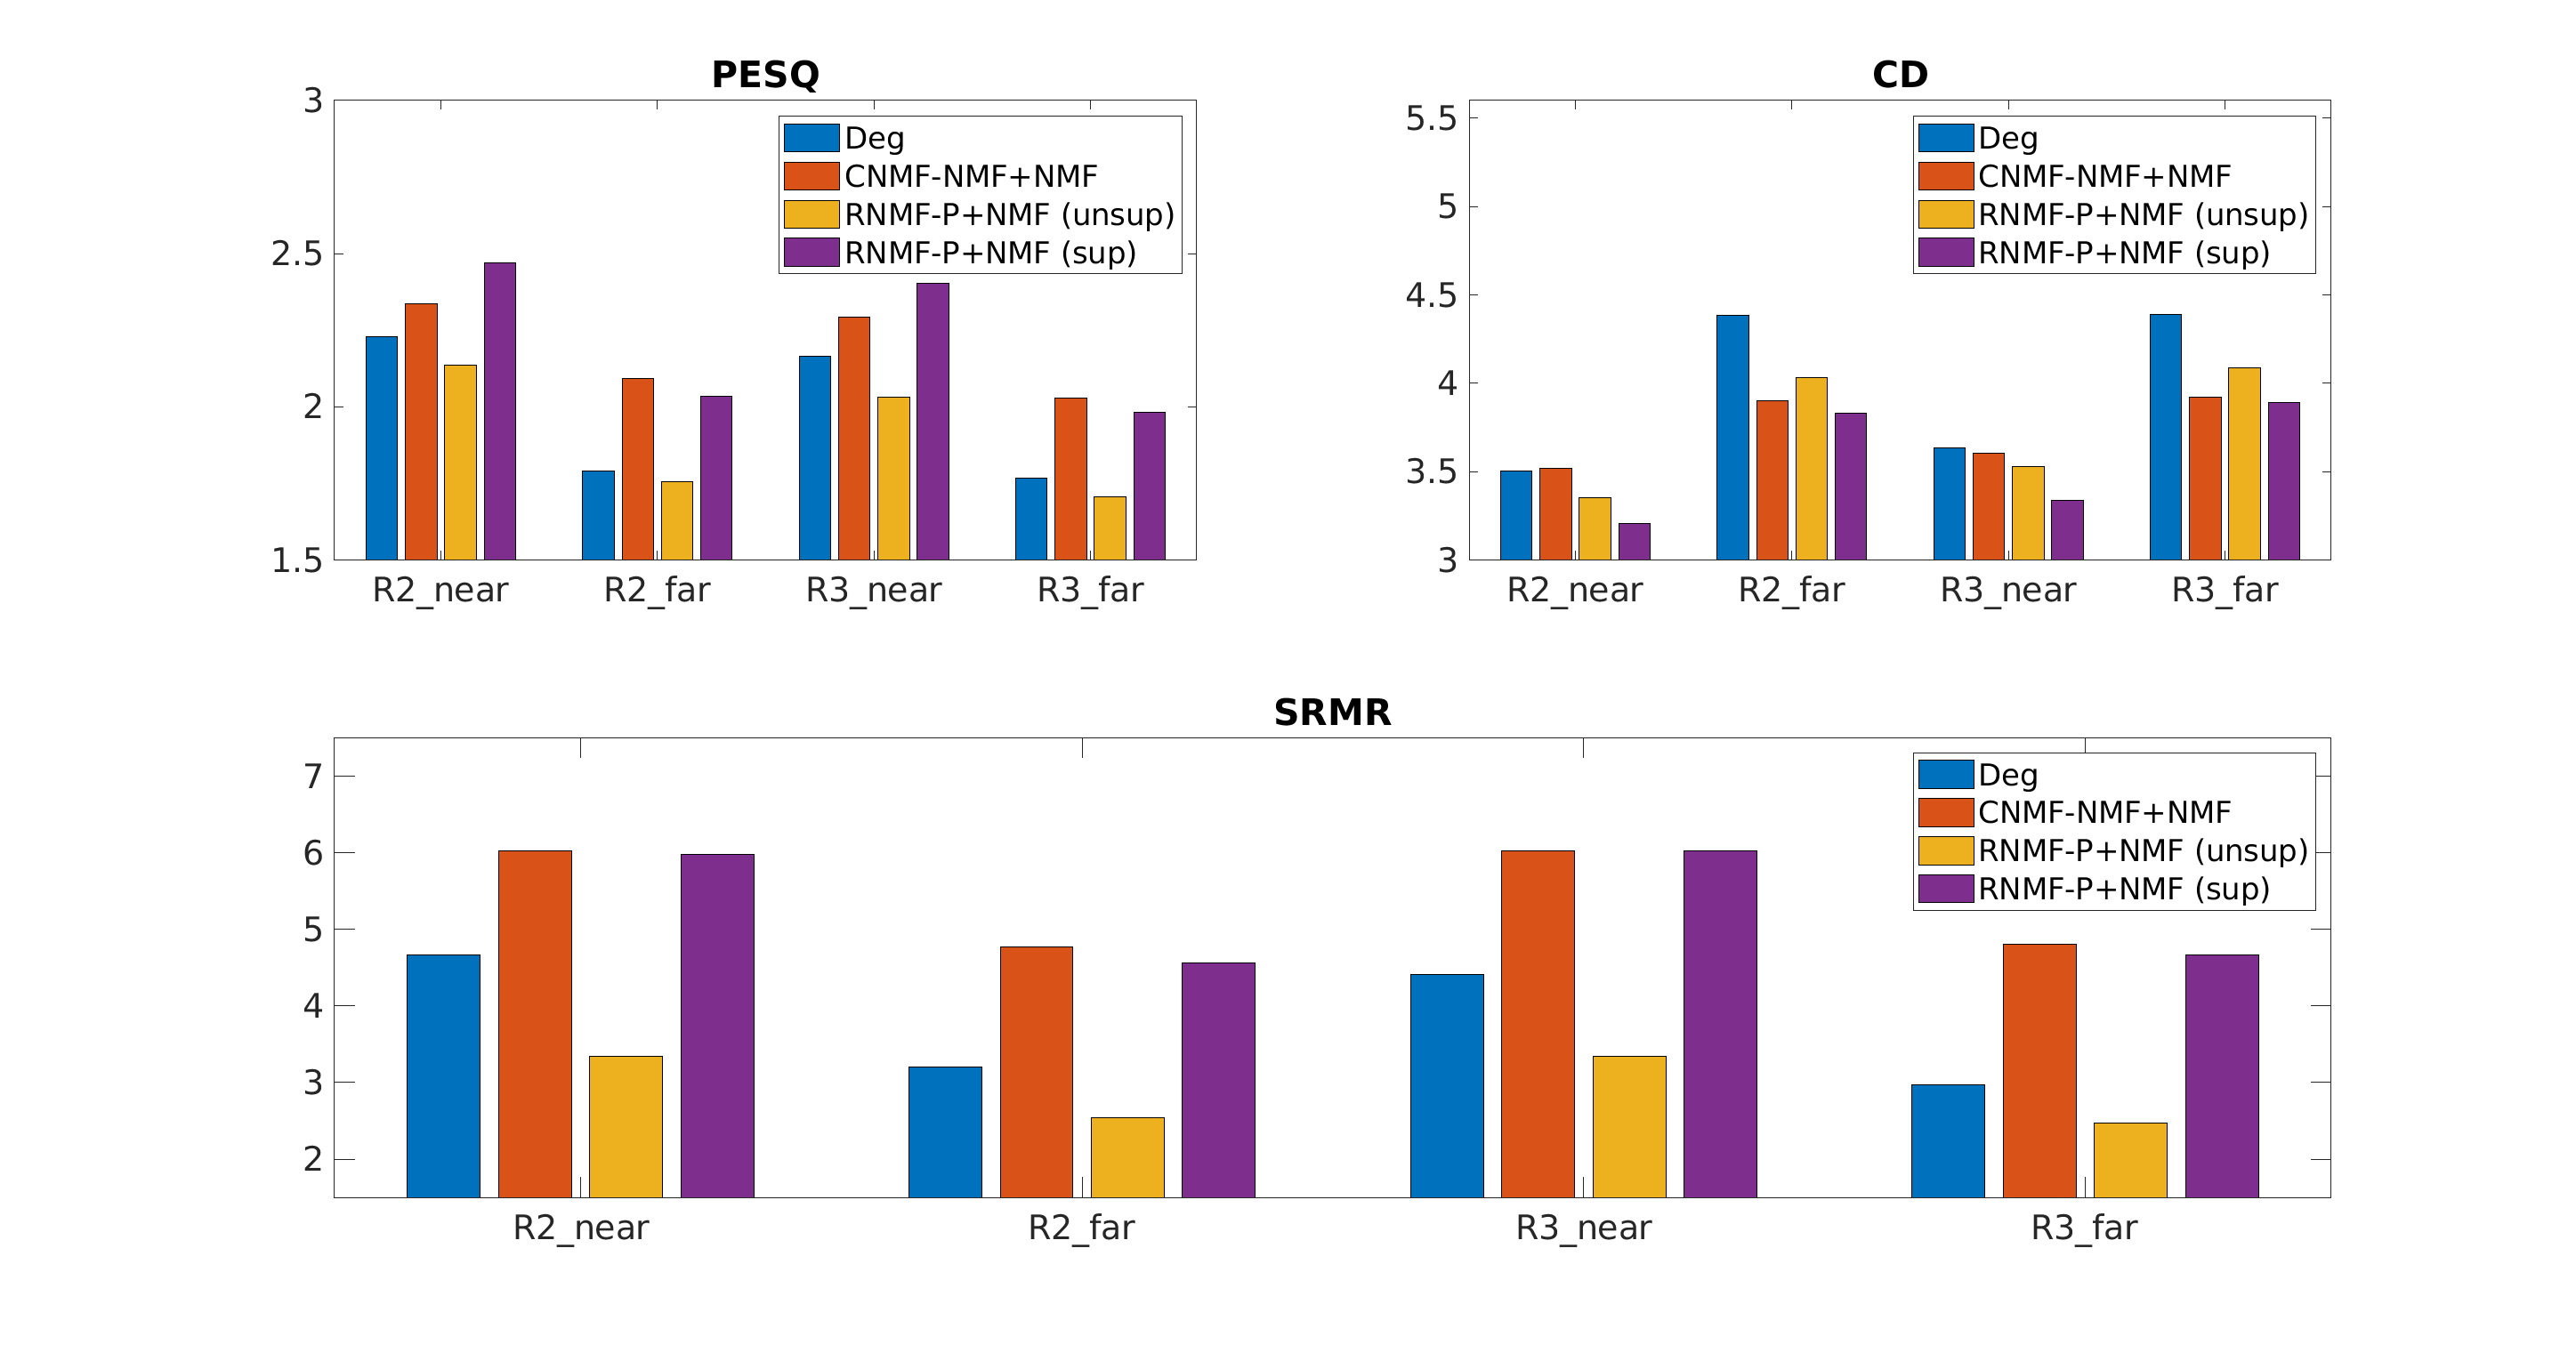 PESQ
3
2.5
2
1.5
Deg
CNMF-NMF+NMF
RNMF-P+NMF (unsup)
RNMF-P+NMF (sup)
R2_near R2_far R3_near R3_far
CD
5.5
5
4.5
4
3.5
3
Deg
CNMF-NMF+NMF
RNMF-P+NMF (unsup)
RNMF-P+NMF (sup)
R2_near R2_far R3_near R3_far
SRMR
7
6
5
4
3
2
Deg
CNMF-NMF+NMF
RNMF-P+NMF (unsup)
RNMF-P+NMF (sup)
R2_near R2_far R3_near R3_far